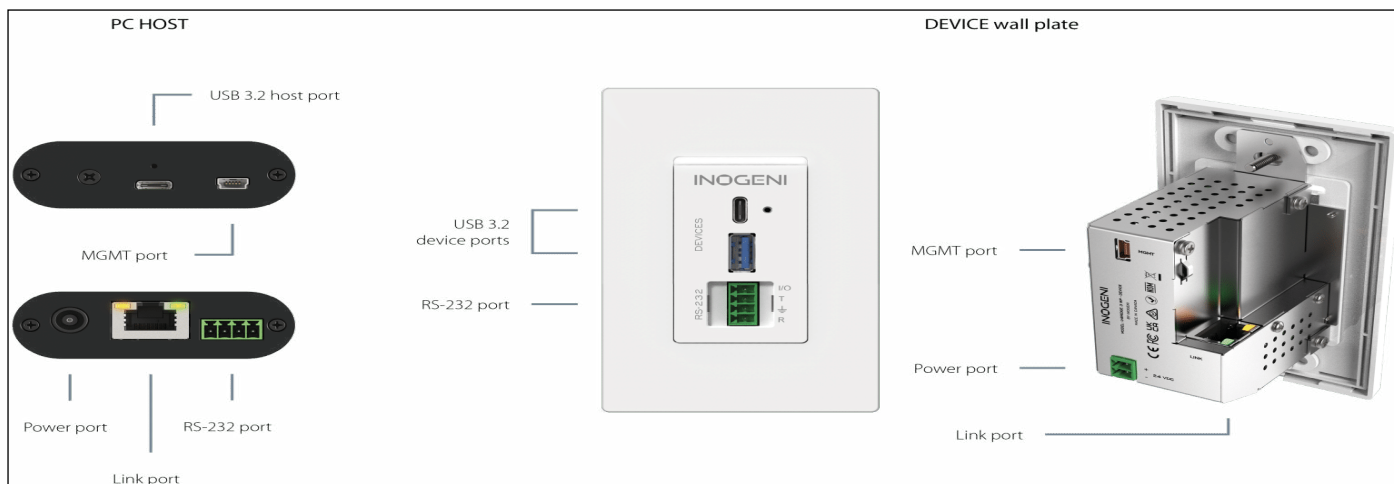 PC HOST
DEVICE wall plate
USB 3.2 host port
MGMT port
Power port
RS-232 port
Link port
USB 3.2
device ports
RS-232 port
INOGENI
DEVICES
RS-232
I/O
T
R
MGMT port
Power port
Link port
MGMT
INOGENI
LINK
24 VDC